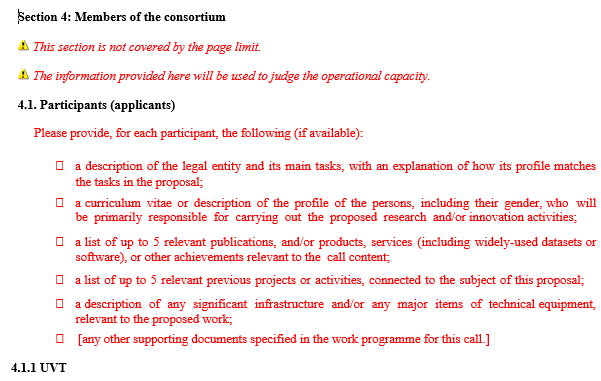 Section 4: Members of the consortium
This section is not covered by the page limit.
The information provided here will be used to judge the operational capacity.
4.1. Participants (applicants)
Please provide, for each participant, the following (if available):
a description of the legal entity and its main tasks, with an explanation of how its profile matches
the tasks in the proposal;
a curriculum vitae or description of the profile of the persons, including their gender, who will
be primarily responsible for carrying out the proposed research and/or innovation activities;
a list of up to 5 relevant publications, and/or products, services (including widely-used datasets or
software), or other achievements relevant to the call content;
a list of up to 5 relevant previous projects or activities, connected to the subject of this proposal;
a description of any significant infrastructure and/or any major items of technical equipment,
relevant to the proposed work;
[any other supporting documents specified in the work programme for this call.]
4.1.1 UVT